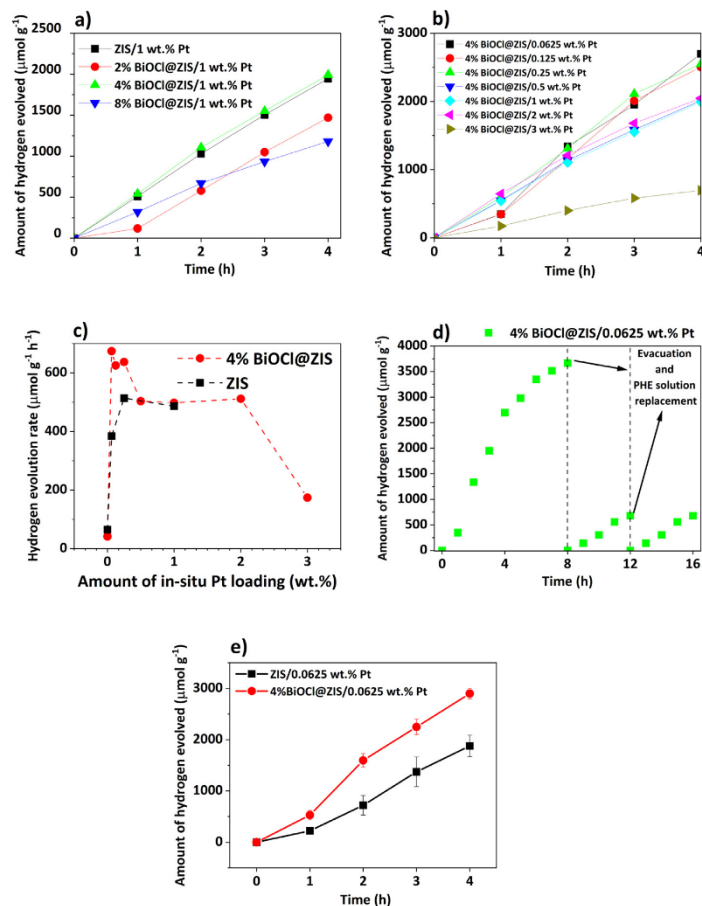 a)
ZIS/1 wt.% Pt
2% BiOCl@ZIS/1 wt.% Pt
4% BiOCl@ZIS/1 wt.% Pt
8% BiOCl@ZIS/1 wt.% Pt
Amount of hydrogen evolved (μmol g⁻¹)
2500
2000
1500
1000
500
0
0 1 2 3 4
Time (h)
b)
4% BiOCl@ZIS/0.0625 wt.% Pt
4% BiOCl@ZIS/0.125 wt.% Pt
4% BiOCl@ZIS/0.25 wt.% Pt
4% BiOCl@ZIS/0.5 wt.% Pt
4% BiOCl@ZIS/1 wt.% Pt
4% BiOCl@ZIS/2 wt.% Pt
4% BiOCl@ZIS/3 wt.% Pt
Amount of hydrogen evolved (μmol g⁻¹)
3000
2000
1000
0
0 1 2 3 4
Time (h)
c)
4% BiOCl@ZIS
ZIS
Hydrogen evolution rate (μmol g⁻¹ h⁻¹)
600
400
200
0
0 1 2 3
Amount of in-situ Pt loading (wt.%)
d)
4% BiOCl@ZIS/0.0625 wt.% Pt
Evacuation
and
PHE solution
replacement
Amount of hydrogen evolved (μmol g⁻¹)
4000
3500
3000
2500
2000
1500
1000
500
0
0 4 8 12 16
Time (h)
e)
ZIS/0.0625 wt.% Pt
4%BiOCl@ZIS/0.0625 wt.% Pt
Amount of hydrogen evolved (μmol g⁻¹)
3000
2000
1000
0
0 1 2 3 4
Time (h)